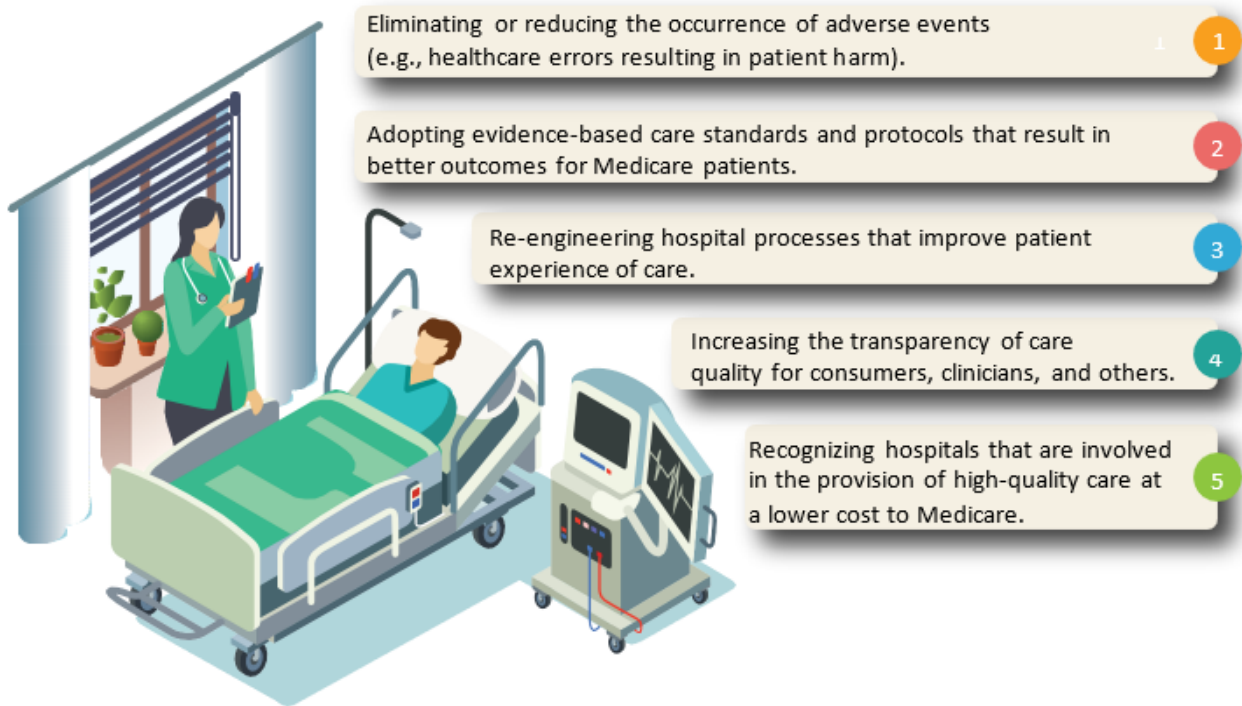 Eliminating or reducing the occurrence of adverse events
(e.g., healthcare errors resulting in patient harm).
1
1
Adopting evidence-based care standards and protocols that result in
better outcomes for Medicare patients.
2
Re-engineering hospital processes that improve patient
experience of care.
3
Increasing the transparency of care
quality for consumers, clinicians, and others.
4
Recognizing hospitals that are involved
in the provision of high-quality care at
a lower cost to Medicare.
5